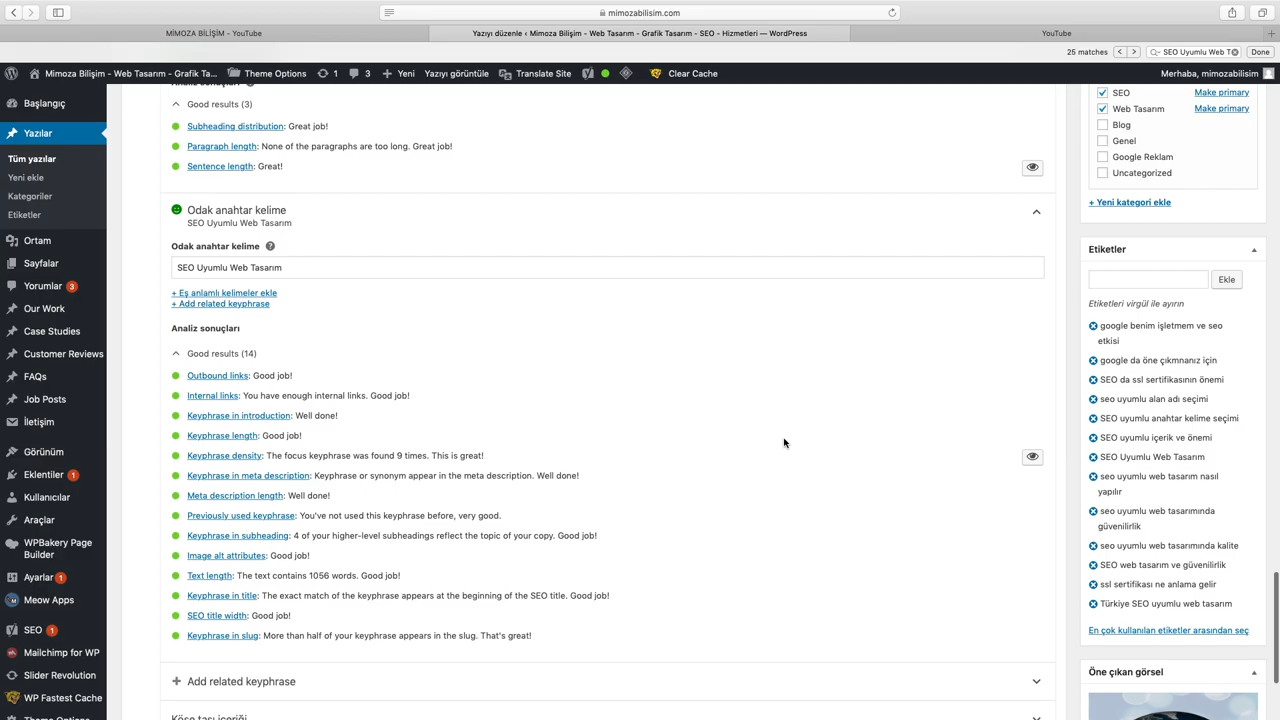 mimozabilisim.com
MİMOZA BİLİŞİM - YouTube
Yazıyı düzenle ‹ Mimoza Bilişim - Web Tasarım - Grafik Tasarım - SEO - Hizmetleri — WordPress
YouTube
25 matches
SEO Uyumlu Web T
Done
Mimoza Bilişim - Web Tasarım - Grafik Ta...
Theme Options
1
3
Yeni
Yazıyı görüntüle
Translate Site
Clear Cache
Merhaba, mimozabilisim
Başlangıç
Yazılar
Tüm yazılar
Yeni ekle
Kategoriler
Etiketler
Ortam
Sayfalar
Yorumlar 3
Our Work
Case Studies
Customer Reviews
FAQs
Job Posts
İletişim
Görünüm
Eklentiler 1
Kullanıcılar
Araçlar
WPBakery Page
Builder
Ayarlar 1
Meow Apps
SEO 1
Mailchimp for WP
Slider Revolution
WP Fastest Cache
Theme Options
Analiz sonuçları
Good results (3)
Subheading distribution: Great job!
Paragraph length: None of the paragraphs are too long. Great job!
Sentence length: Great!
Odak anahtar kelime
SEO Uyumlu Web Tasarım
Odak anahtar kelime ?
SEO Uyumlu Web Tasarım
+ Eş anlamlı kelimeler ekle
+ Add related keyphrase
Analiz sonuçları
Good results (14)
Outbound links: Good job!
Internal links: You have enough internal links. Good job!
Keyphrase in introduction: Well done!
Keyphrase length: Good job!
Keyphrase density: The focus keyphrase was found 9 times. This is great!
Keyphrase in meta description: Keyphrase or synonym appear in the meta description. Well done!
Meta description length: Well done!
Previously used keyphrase: You've not used this keyphrase before, very good.
Keyphrase in subheading: 4 of your higher-level subheadings reflect the topic of your copy. Good job!
Image alt attributes: Good job!
Text length: The text contains 1056 words. Good job!
Keyphrase in title: The exact match of the keyphrase appears at the beginning of the SEO title. Good job!
SEO title width: Good job!
Keyphrase in slug: More than half of your keyphrase appears in the slug. That's great!
Add related keyphrase
Köşe taşı içeriği
SEO Make primary
Web Tasarım Make primary
Blog
Genel
Google Reklam
Uncategorized
+ Yeni kategori ekle
Etiketler
Ekle
Etiketleri virgül ile ayırın
google benim işletmem ve seo
etkisi
google da öne çıkmnanız için
SEO da ssl sertifikasının önemi
seo uyumlu alan adı seçimi
SEO uyumlu anahtar kelime seçimi
SEO uyumlu içerik ve önemi
SEO Uyumlu Web Tasarım
seo uyumlu web tasarım nasıl
yapılır
seo uyumlu web tasarımında
güvenilirlik
seo uyumlu web tasarımında kalite
SEO web tasarım ve güvenilirlik
ssl sertifikası ne anlama gelir
Türkiye SEO uyumlu web tasarım
En çok kullanılan etiketler arasından seç
Öne çıkan görsel